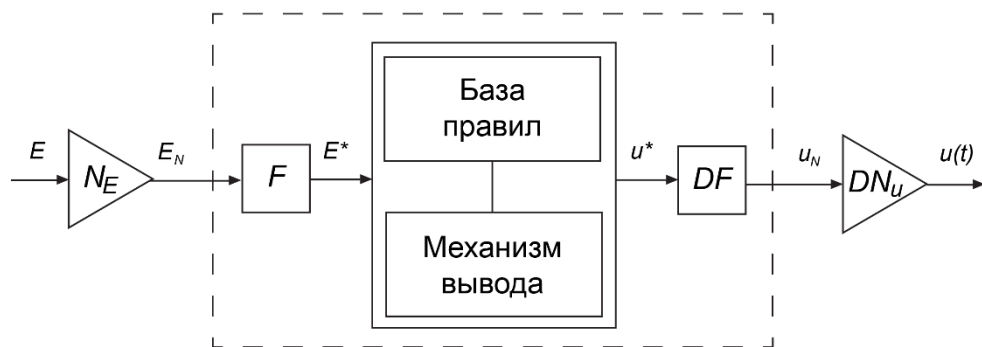 База
правил
E
N_E
E_N
F
E*
u*
DF
u_N
DN_u
u(t)
Механизм
вывода